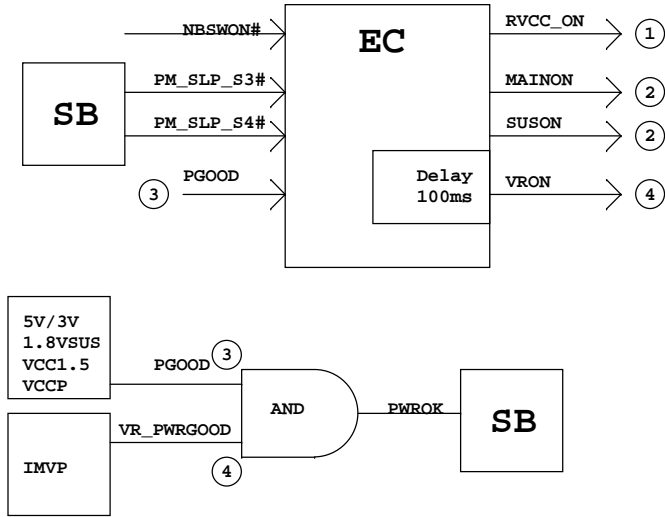 NBSWON#
EC
RVCC_ON
1
SB
PM_SLP_S3#
MAINON
2
PM_SLP_S4#
SUSON
2
3
PGOOD
Delay
100ms
VRON
4
5V/3V
1.8VSUS
VCC1.5
VCCP
PGOOD
3
AND
PWROK
SB
IMVP
VR_PWRGOOD
4